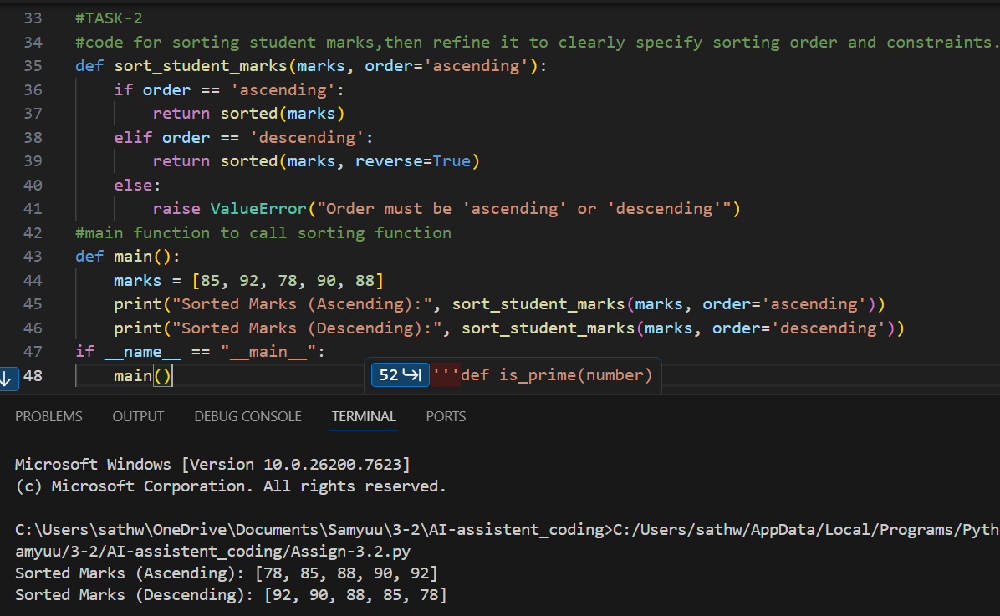 33 #TASK-2
34 #code for sorting student marks,then refine it to clearly specify sorting order and constraints.
35 def sort_student_marks(marks, order='ascending'):
36     if order == 'ascending':
37         return sorted(marks)
38     elif order == 'descending':
39         return sorted(marks, reverse=True)
40     else:
41         raise ValueError("Order must be 'ascending' or 'descending'")
42 #main function to call sorting function
43 def main():
44     marks = [85, 92, 78, 90, 88]
45     print("Sorted Marks (Ascending):", sort_student_marks(marks, order='ascending'))
46     print("Sorted Marks (Descending):", sort_student_marks(marks, order='descending'))
47 if __name__ == "__main__":
48     main() 52 '''def is_prime(number)
PROBLEMS OUTPUT DEBUG CONSOLE TERMINAL PORTS
Microsoft Windows [Version 10.0.26200.7623]
(c) Microsoft Corporation. All rights reserved.
C:\Users\sathw\OneDrive\Documents\Samyuu\3-2\AI-assistent_coding>C:/Users/sathw/AppData/Local/Programs/Pyth
amyuu/3-2/AI-assistent_coding/Assign-3.2.py
Sorted Marks (Ascending): [78, 85, 88, 90, 92]
Sorted Marks (Descending): [92, 90, 88, 85, 78]